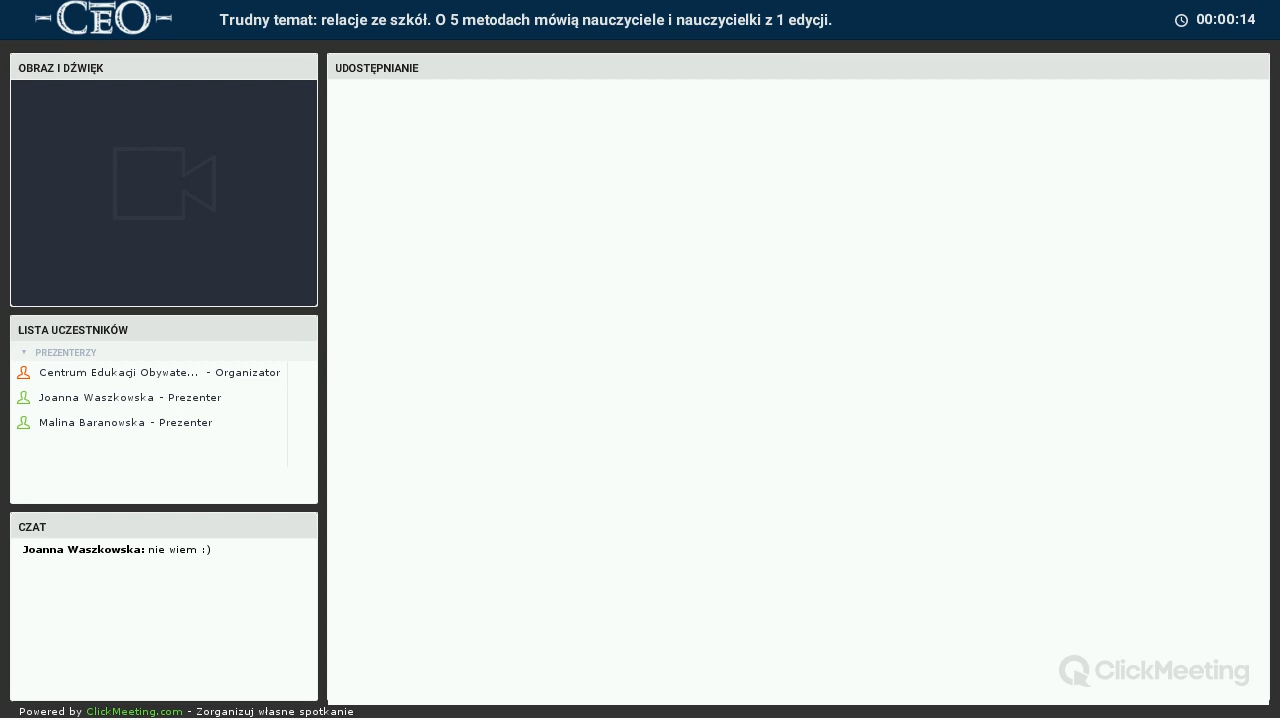 CEO
Trudny temat: relacje ze szkół. O 5 metodach mówią nauczyciele i nauczycielki z 1 edycji.
00:00:14
OBRAZ I DŹWIĘK
UDOSTĘPNIANIE
LISTA UCZESTNIKÓW
PREZENTERZY
Centrum Edukacji Obywate... - Organizator
Joanna Waszkowska - Prezenter
Malina Baranowska - Prezenter
CZAT
Joanna Waszkowska: nie wiem :)
ClickMeeting
Powered by ClickMeeting.com - Zorganizuj własne spotkanie